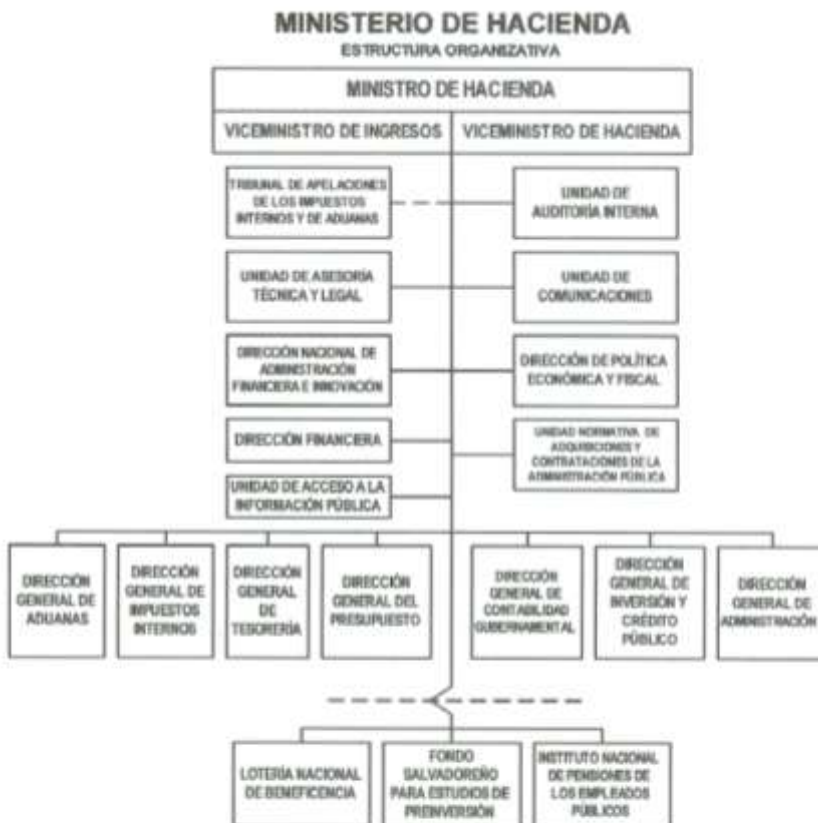 MINISTERIO DE HACIENDA
ESTRUCTURA ORGANIZATIVA
MINISTRO DE HACIENDA
VICEMINISTRO DE INGRESOS
VICEMINISTRO DE HACIENDA
TRIBUNAL DE APELACIONES
DE LOS IMPUESTOS
INTERNOS Y DE ADUANAS
UNIDAD DE
AUDITORÍA INTERNA
UNIDAD DE ASESORÍA
TÉCNICA Y LEGAL
UNIDAD DE
COMUNICACIONES
DIRECCIÓN NACIONAL DE
ADMINISTRACIÓN
FINANCIERA E INNOVACIÓN
DIRECCIÓN DE POLÍTICA
ECONÓMICA Y FISCAL
DIRECCIÓN FINANCIERA
UNIDAD NORMATIVA DE
ADQUISICIONES Y
CONTRATACIONES DE LA
ADMINISTRACIÓN PÚBLICA
UNIDAD DE ACCESO A LA
INFORMACIÓN PÚBLICA
DIRECCIÓN
GENERAL DE
ADUANAS
DIRECCIÓN
GENERAL DE
IMPUESTOS
INTERNOS
DIRECCIÓN
GENERAL
DE
TESORERÍA
DIRECCIÓN
GENERAL DEL
PRESUPUESTO
DIRECCIÓN
GENERAL DE
CONTABILIDAD
GUBERNAMENTAL
DIRECCIÓN
GENERAL DE
INVERSIÓN Y
CRÉDITO
PÚBLICO
DIRECCIÓN
GENERAL DE
ADMINISTRACIÓN
LOTERÍA NACIONAL
DE BENEFICENCIA
FONDO
SALVADOREÑO
PARA ESTUDIOS DE
PREINVERSIÓN
INSTITUTO NACIONAL
DE PENSIONES DE
LOS EMPLEADOS
PÚBLICOS